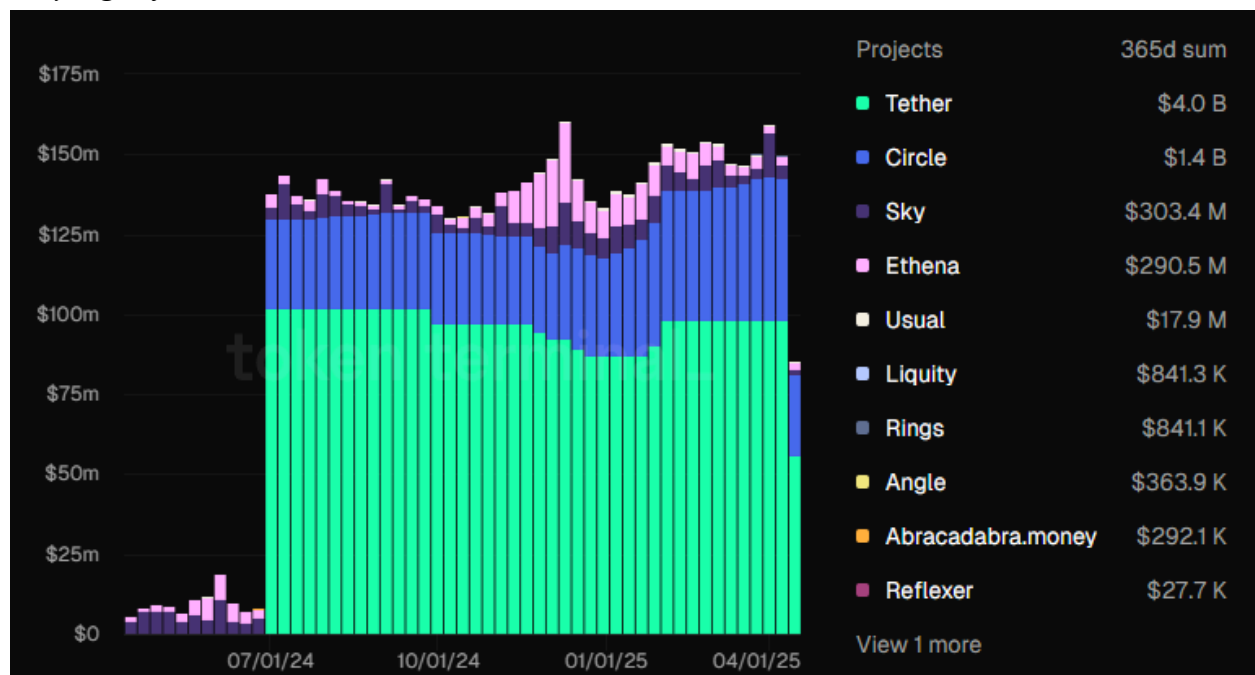 Projects 365d sum
$175m
Tether $4.0 B
$150m
Circle $1.4 B
Sky $303.4 M
$125m
Ethena $290.5 M
$100m
Usual $17.9 M
token terminal_
$75m
Liquity $841.3 K
Rings $841.1 K
$50m
Angle $363.9 K
$25m
Abracadabra.money $292.1 K
Reflexer $27.7 K
$0
View 1 more
07/01/24 10/01/24 01/01/25 04/01/25